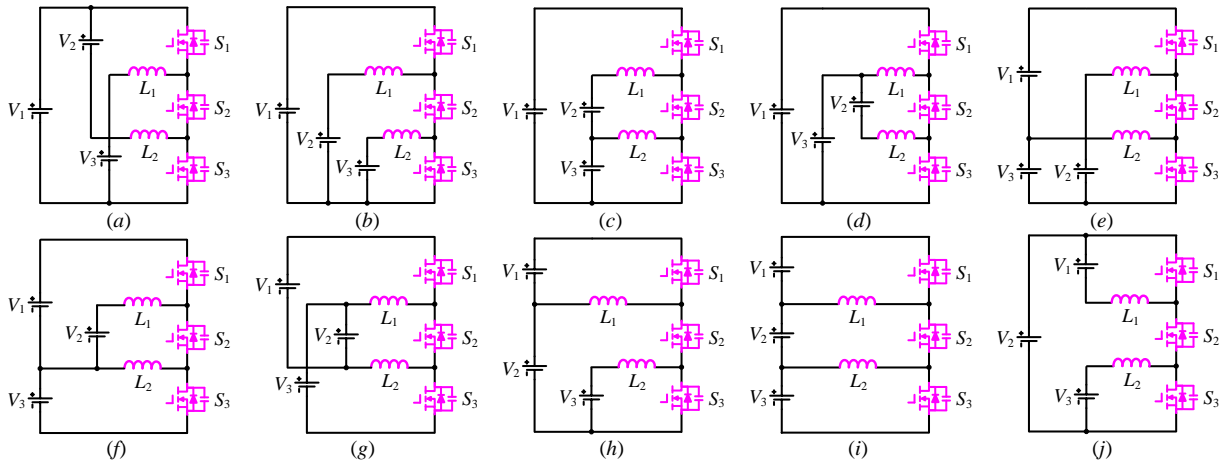 V1 V2 V3 L1 L2 S1 S2 S3
(a)
V1 V2 V3 L1 L2 S1 S2 S3
(b)
V1 V2 V3 L1 L2 S1 S2 S3
(c)
V1 V2 V3 L1 L2 S1 S2 S3
(d)
V1 V2 V3 L1 L2 S1 S2 S3
(e)
V1 V2 V3 L1 L2 S1 S2 S3
(f)
V1 V2 V3 L1 L2 S1 S2 S3
(g)
V1 V2 V3 L1 L2 S1 S2 S3
(h)
V1 V2 V3 L1 L2 S1 S2 S3
(i)
V1 V2 L1 L2 S1 S2 S3
(j)